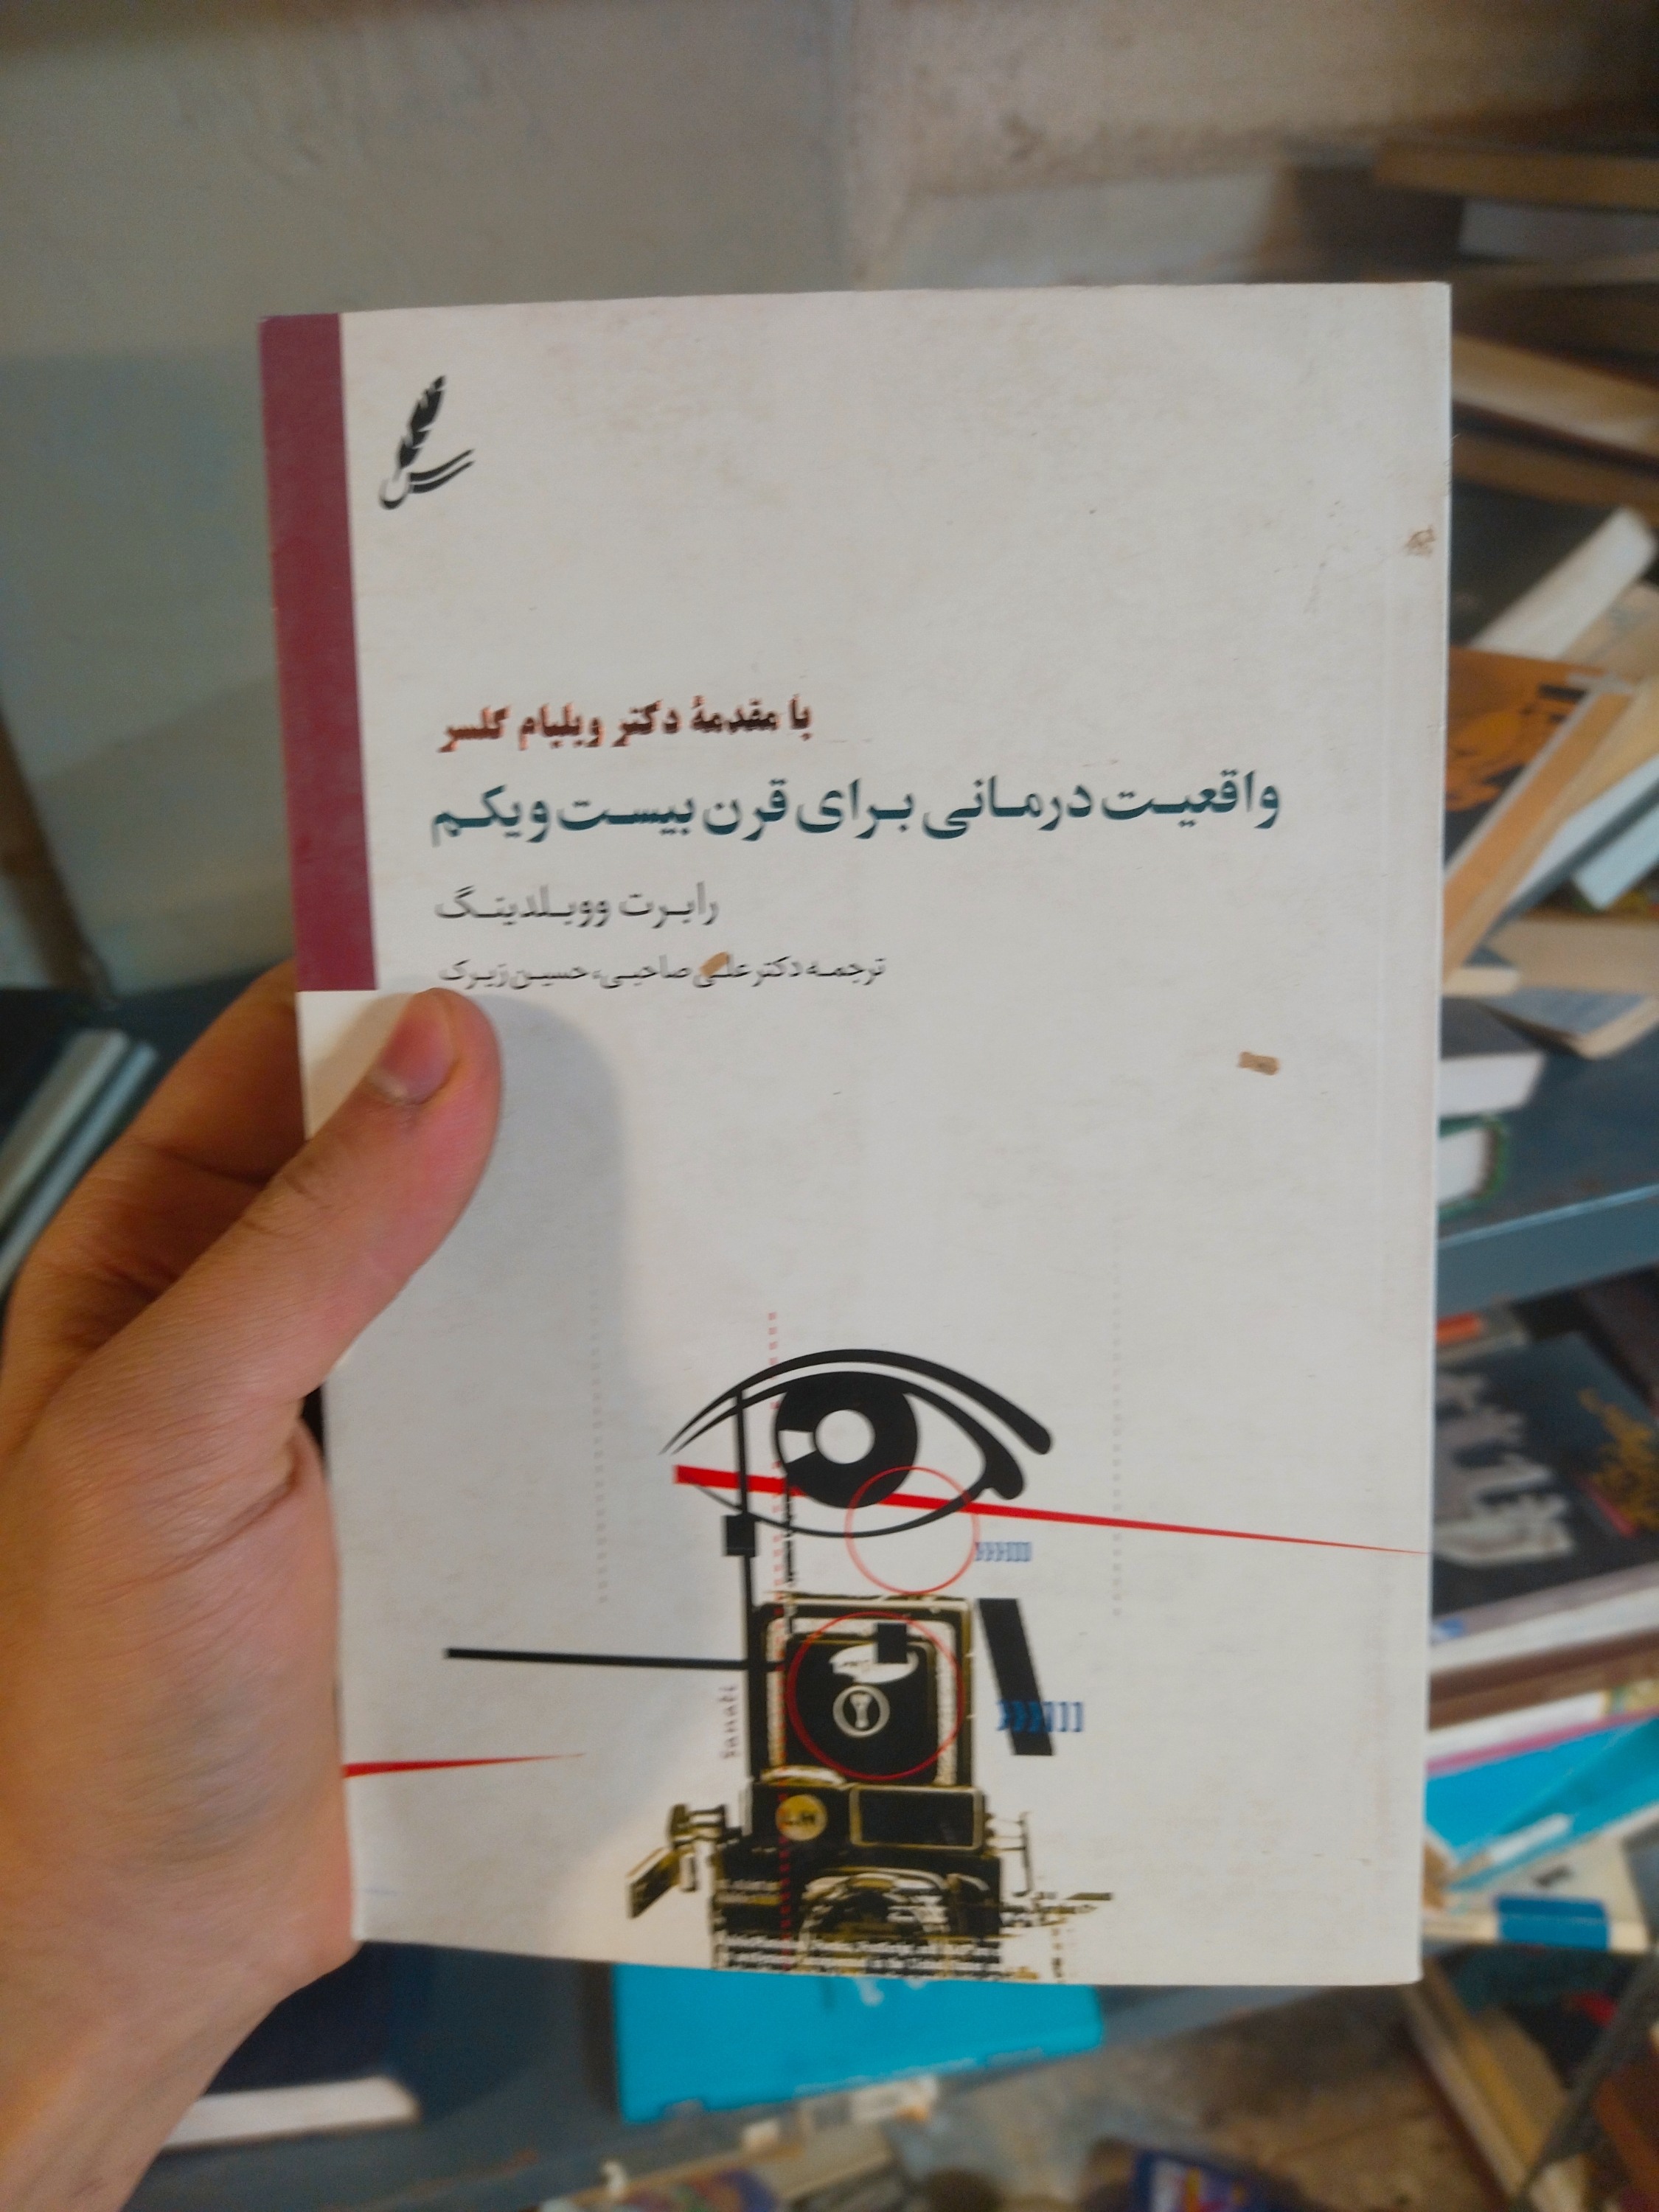 با مقدمهٔ دکتر ویلیام گلسر
واقعیت درمانی برای قرن بیست و یکم
رابرت ووبلدینگ
ترجمه دکتر علی صاحبی، حسین زیرک
Sanabi